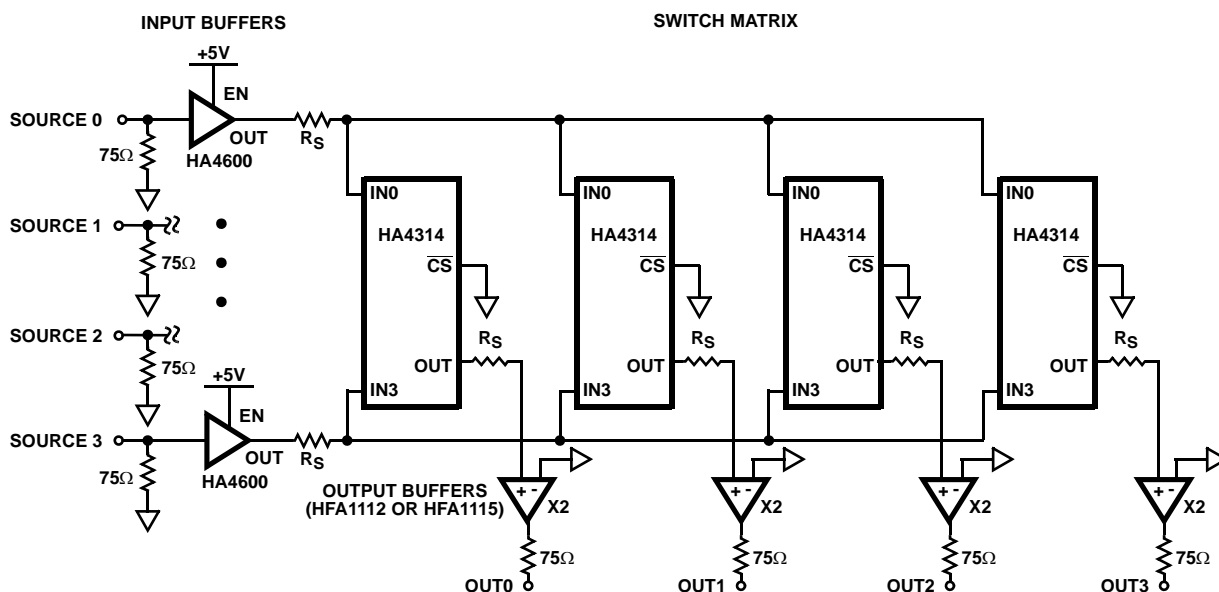 INPUT BUFFERS
SWITCH MATRIX
+5V
EN
SOURCE 0
OUT
RS
75Ω
HA4600
IN0
IN0
IN0
IN0
SOURCE 1
HA4314
HA4314
HA4314
HA4314
75Ω
CS
CS
CS
CS
SOURCE 2
RS
RS
RS
RS
75Ω
OUT
OUT
OUT
OUT
+5V
IN3
IN3
IN3
IN3
EN
SOURCE 3
OUT
RS
75Ω
HA4600
OUTPUT BUFFERS
(HFA1112 OR HFA1115)
+ -
+ -
+ -
+ -
X2
X2
X2
X2
75Ω
75Ω
75Ω
75Ω
OUT0
OUT1
OUT2
OUT3